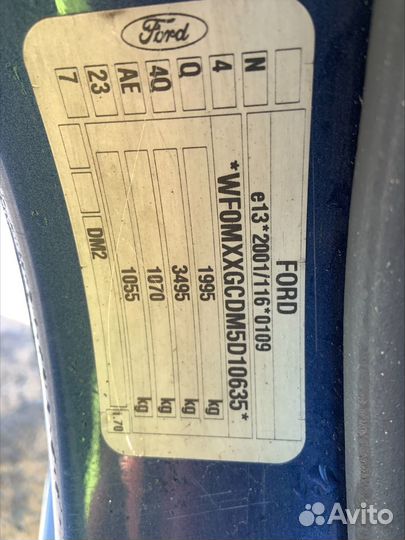 Ford
FORD
e13*2001/116*0109
*WF0MXXGCDM5D10635*
1995 kg
3495 kg
1070 kg
1055 kg
1.70
DM2
N
4
Q
4Q
AE
23
7
Avito